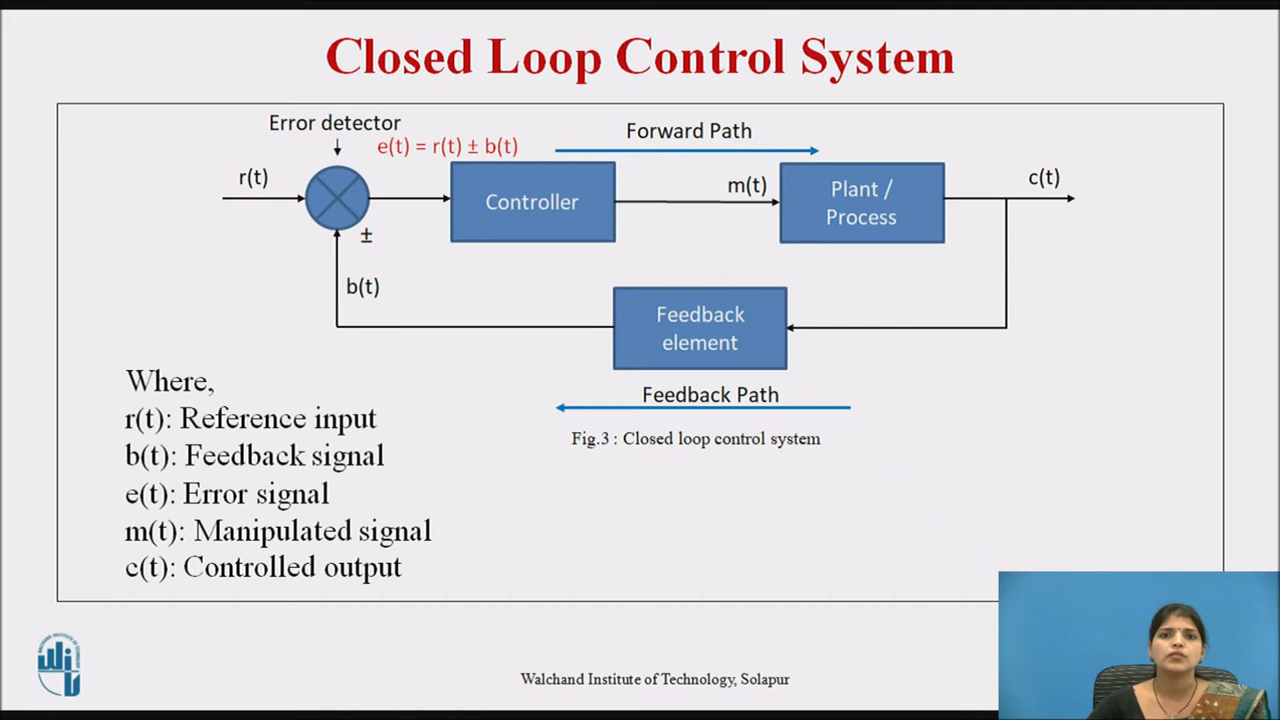 Closed Loop Control System
Error detector
e(t) = r(t) ± b(t)
Forward Path
r(t)
Controller
m(t)
Plant /
Process
c(t)
±
b(t)
Feedback
element
Feedback Path
Fig.3 : Closed loop control system
Where,
r(t): Reference input
b(t): Feedback signal
e(t): Error signal
m(t): Manipulated signal
c(t): Controlled output
Walchand Institute of Technology, Solapur